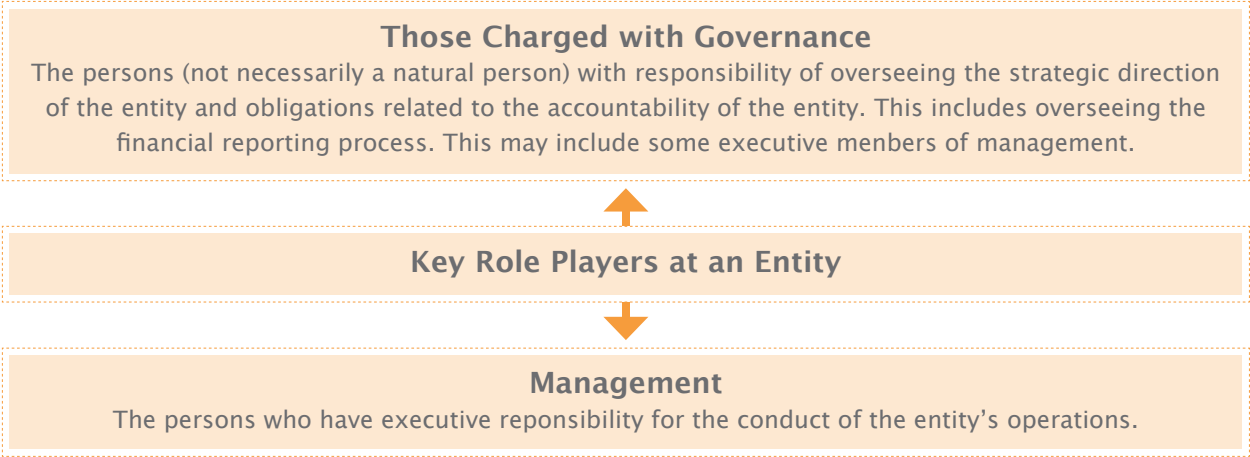 Those Charged with Governance
The persons (not necessarily a natural person) with responsibility of overseeing the strategic direction
of the entity and obligations related to the accountability of the entity. This includes overseeing the
financial reporting process. This may include some executive menbers of management.
Key Role Players at an Entity
Management
The persons who have executive reponsibility for the conduct of the entity’s operations.